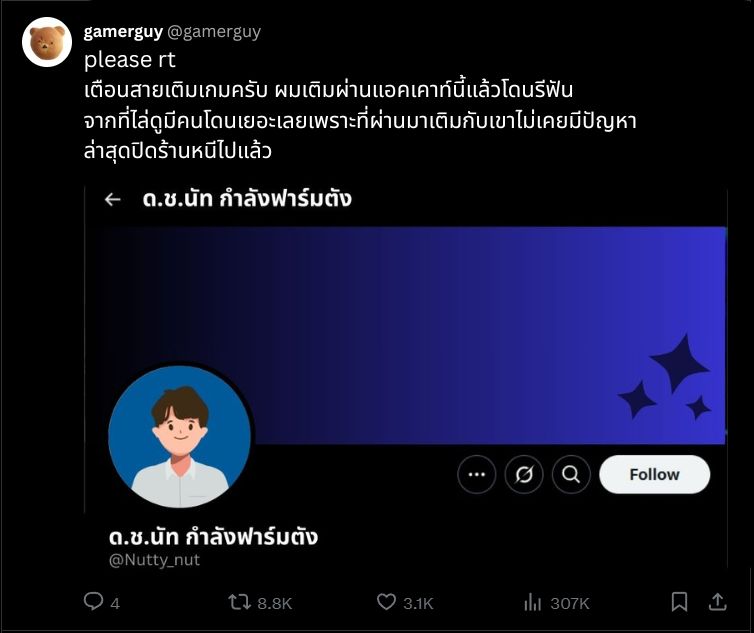 gamerguy @gamerguy
please rt
เตือนสายเติมเกมครับ ผมเติมผ่านแอคเคาท์นี้แล้วโดนรีฟัน
จากที่ไล่ดูมีคนโดนเยอะเลยเพราะที่ผ่านมาเติมกับเขาไม่เคยมีปัญหา
ล่าสุดปิดร้านหนีไปแล้ว
ด.ช.นัท กำลังฟาร์มตัง
Follow
ด.ช.นัท กำลังฟาร์มตัง
@Nutty_nut
4 8.8K 3.1K 307K